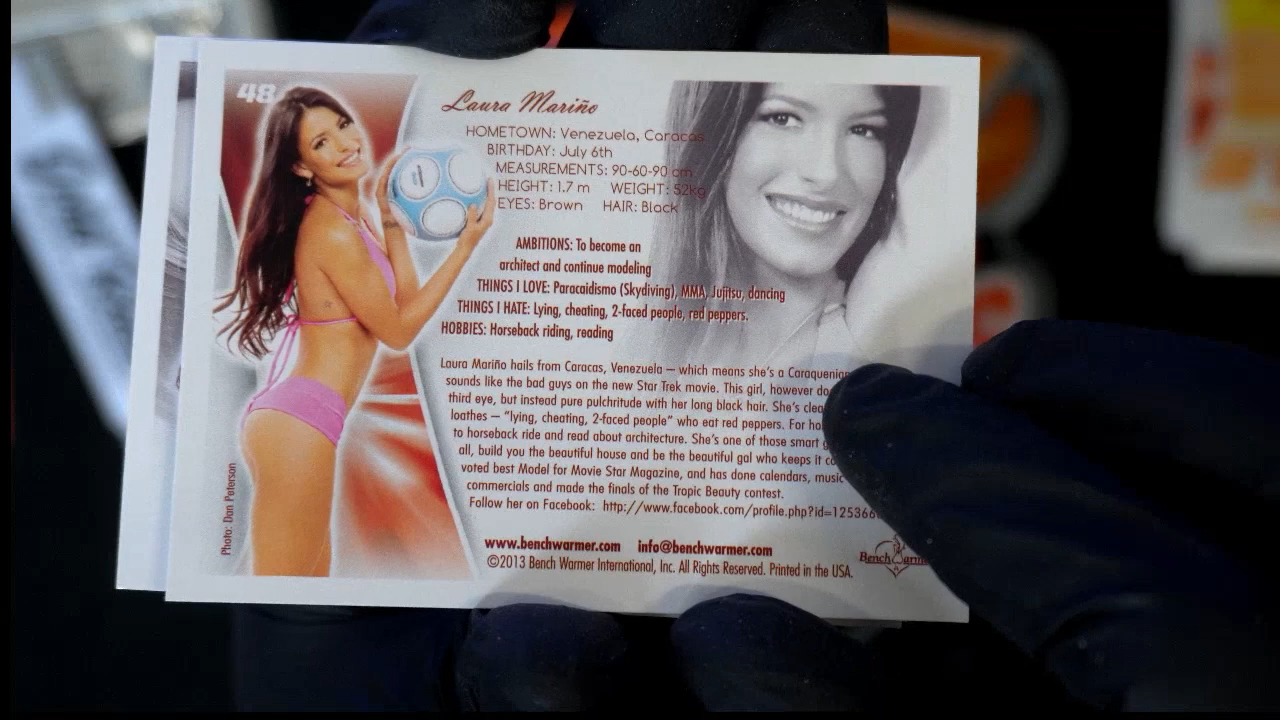 48
Laura Mariño
HOMETOWN: Venezuela, Caracas
BIRTHDAY: July 6th
MEASUREMENTS: 90-60-90 cm
HEIGHT: 1.7 m WEIGHT: 52kg
EYES: Brown HAIR: Black
AMBITIONS: To become an
architect and continue modeling
THINGS I LOVE: Paracaidismo (Skydiving), MMA, Jujitsu, dancing
THINGS I HATE: Lying, cheating, 2-faced people, red peppers.
HOBBIES: Horseback riding, reading
Laura Mariño hails from Caracas, Venezuela — which means she's a Caraquenian
sounds like the bad guys on the new Star Trek movie. This girl, however
third eye, but instead pure pulchritude with her long black hair. She's
loathes — "lying, cheating, 2-faced people" who eat red peppers. For
to horseback ride and read about architecture. She's one of those smart
all, build you the beautiful house and be the beautiful gal who keeps it
voted best Model for Movie Star Magazine, and has done calendars, music
commercials and made the finals of the Tropic Beauty contest.
Follow her on Facebook: http://www.facebook.com/profile.php?id=12536
www.benchwarmer.com info@benchwarmer.com
©2013 Bench Warmer International, Inc. All Rights Reserved. Printed in the USA.
Photo: Dan Peterson